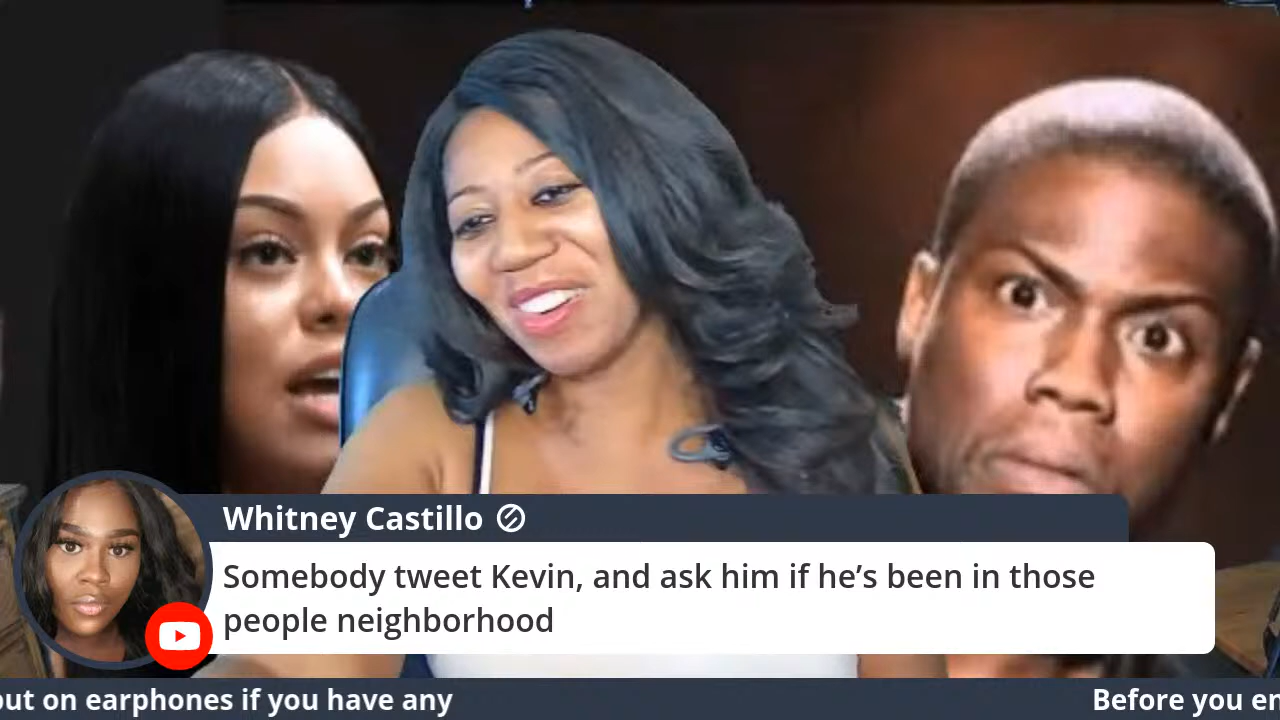 Whitney Castillo
Somebody tweet Kevin, and ask him if he’s been in those
people neighborhood
out on earphones if you have any
Before you en